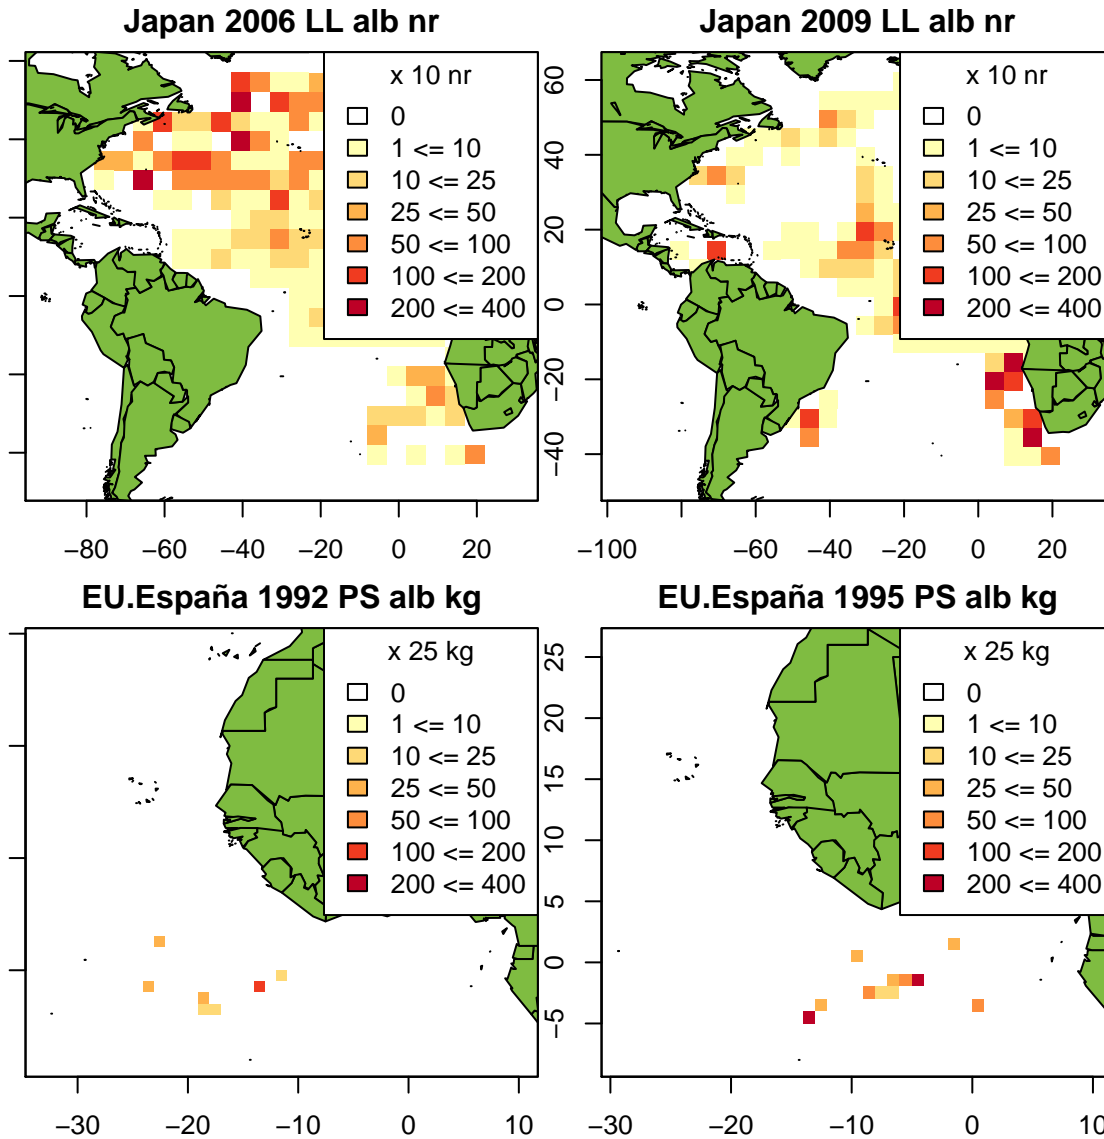 Japan 2006 LL alb nr
x 10 nr
0
1 <= 10
10 <= 25
25 <= 50
50 <= 100
100 <= 200
200 <= 400
−80 −60 −40 −20 0 20
Japan 2009 LL alb nr
x 10 nr
0
1 <= 10
10 <= 25
25 <= 50
50 <= 100
100 <= 200
200 <= 400
60
40
20
0
−20
−40
−100 −60 −40 −20 0 20
EU.España 1992 PS alb kg
x 25 kg
0
1 <= 10
10 <= 25
25 <= 50
50 <= 100
100 <= 200
200 <= 400
−30 −20 −10 0 10
EU.España 1995 PS alb kg
x 25 kg
0
1 <= 10
10 <= 25
25 <= 50
50 <= 100
100 <= 200
200 <= 400
25
20
15
10
5
0
−5
−30 −20 −10 0 10